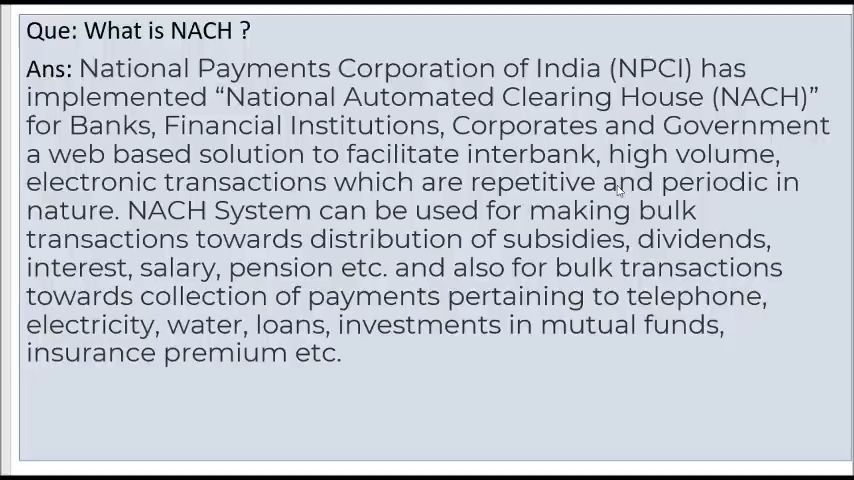 Que: What is NACH ?
Ans: National Payments Corporation of India (NPCI) has
implemented “National Automated Clearing House (NACH)”
for Banks, Financial Institutions, Corporates and Government
a web based solution to facilitate interbank, high volume,
electronic transactions which are repetitive and periodic in
nature. NACH System can be used for making bulk
transactions towards distribution of subsidies, dividends,
interest, salary, pension etc. and also for bulk transactions
towards collection of payments pertaining to telephone,
electricity, water, loans, investments in mutual funds,
insurance premium etc.